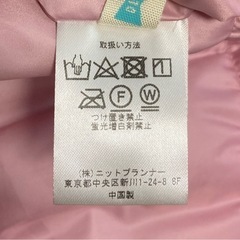 取扱い方法
F W
つけ置き禁止
蛍光増白剤禁止
(株)ニットプランナー
東京都中央区新川1-24-8 6F
中国製